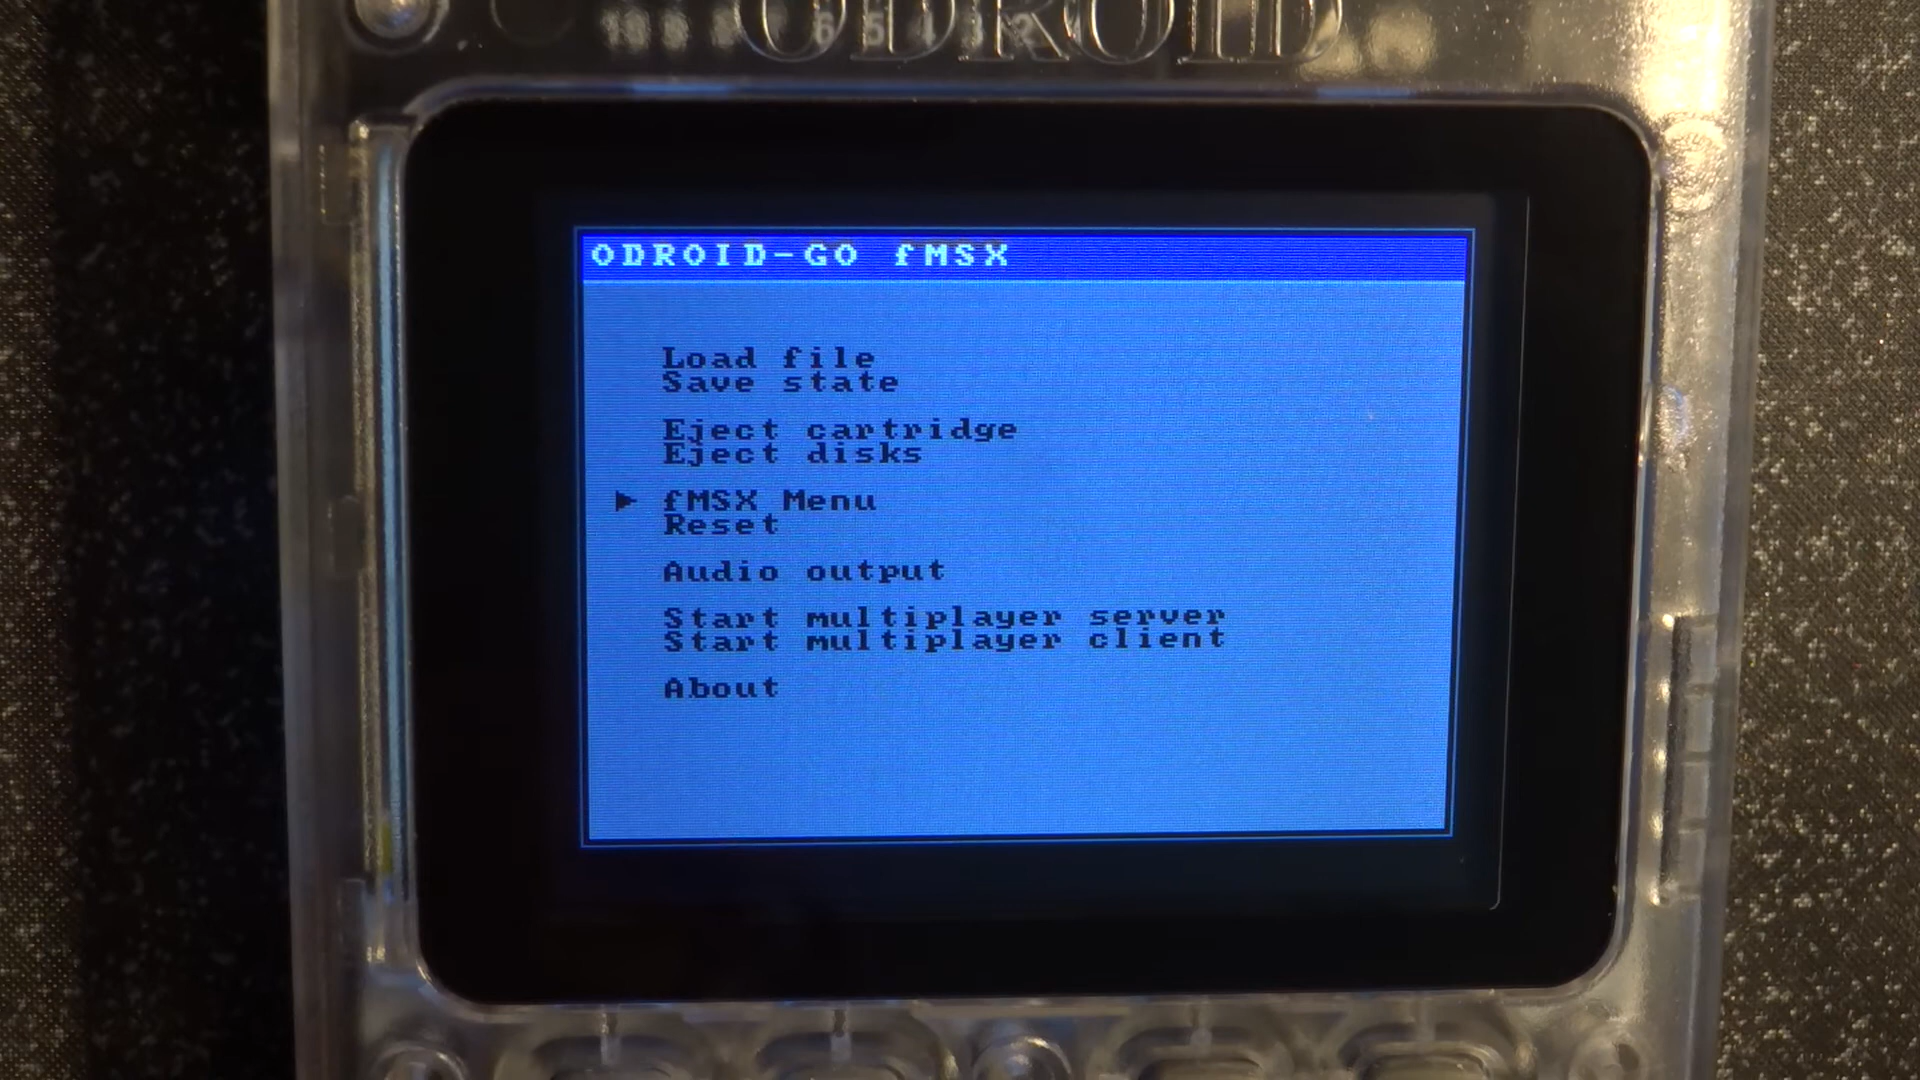 ODROID
ODROID-GO fMSX
Load file
Save state
Eject cartridge
Eject disks
fMSX Menu
Reset
Audio output
Start multiplayer server
Start multiplayer client
About